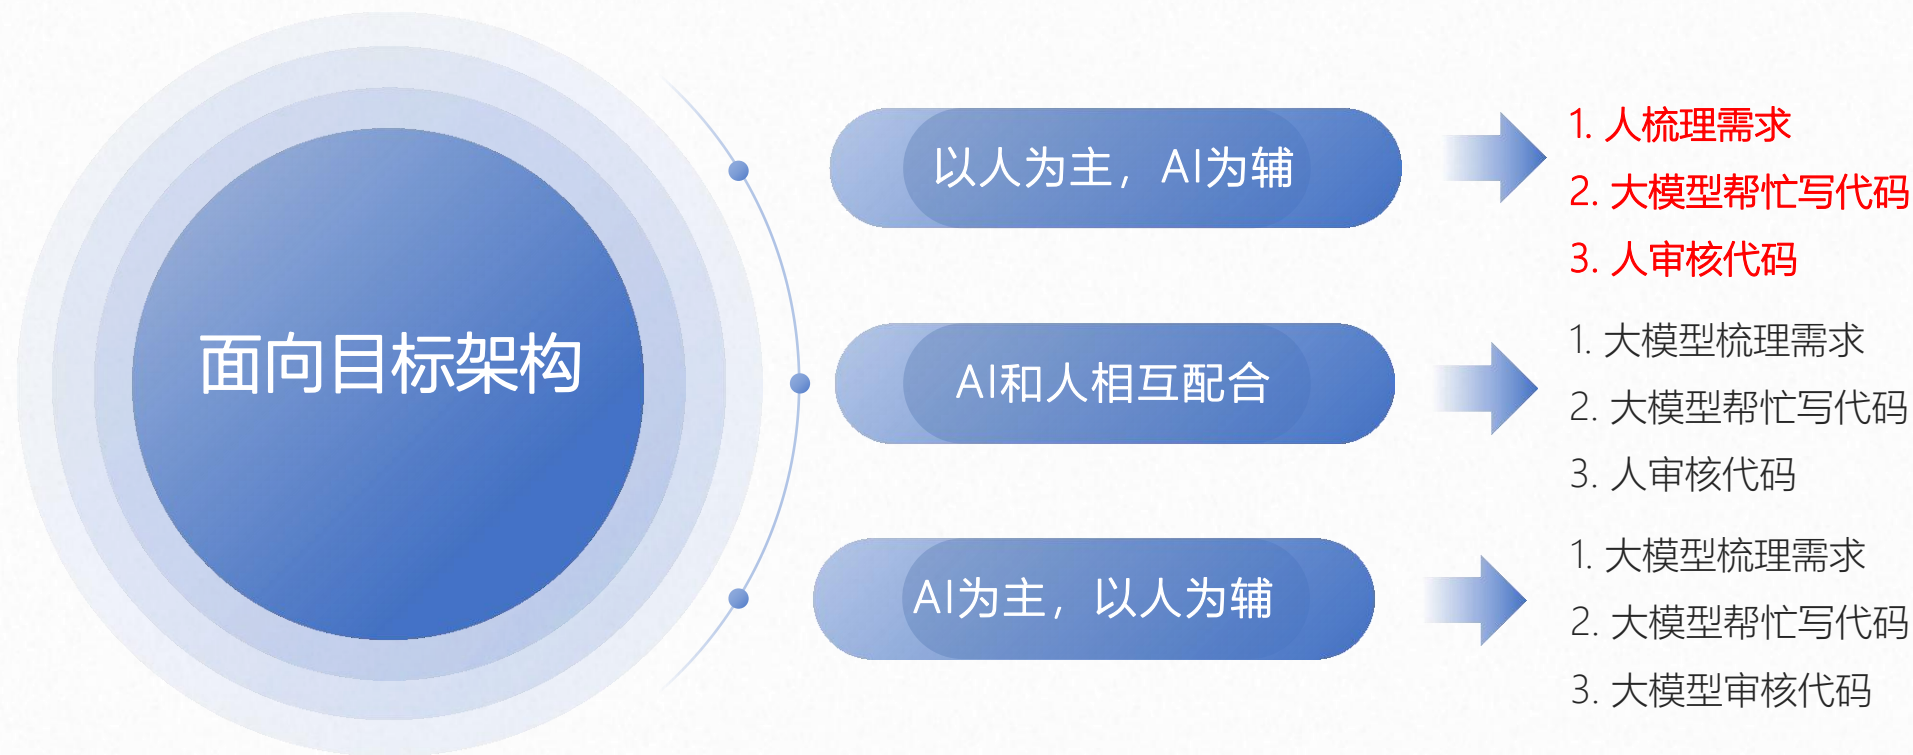 面向目标架构
以人为主，AI为辅
1. 人梳理需求
2. 大模型帮忙写代码
3. 人审核代码
AI和人相互配合
1. 大模型梳理需求
2. 大模型帮忙写代码
3. 人审核代码
AI为主，以人为辅
1. 大模型梳理需求
2. 大模型帮忙写代码
3. 大模型审核代码